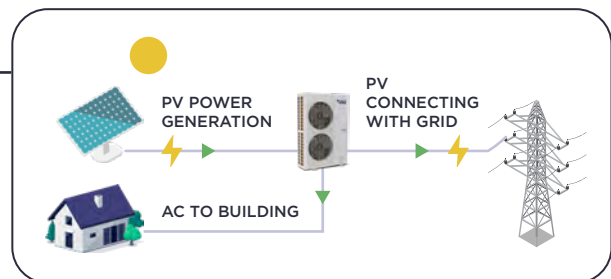 PV POWER
GENERATION
PV
CONNECTING
WITH GRID
AC TO BUILDING